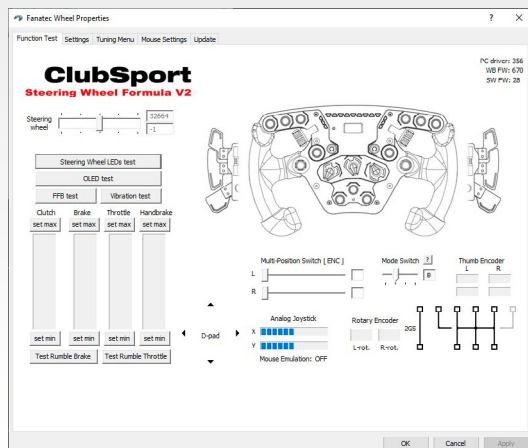 Fanatec Wheel Properties
? X
Function Test Settings Tuning Menu Mouse Settings Update
PC driver: 356
WB FW: 670
SW FW: 28
ClubSport
Steering Wheel Formula V2
Steering wheel
32664
-1
Steering Wheel LEDs test
OLED test
FFB test Vibration test
Clutch Brake Throttle Handbrake
set max set max set max set max
set min set min set min set min
Test Rumble Brake Test Rumble Throttle
D-pad
Multi-Position Switch [ ENC ]
L
R
Mode Switch ?
B
Thumb Encoder
L R
Analog Joystick
X
Y
Mouse Emulation: OFF
Rotary Encoder
L-rot. R-rot.
2GS
OK Cancel Apply